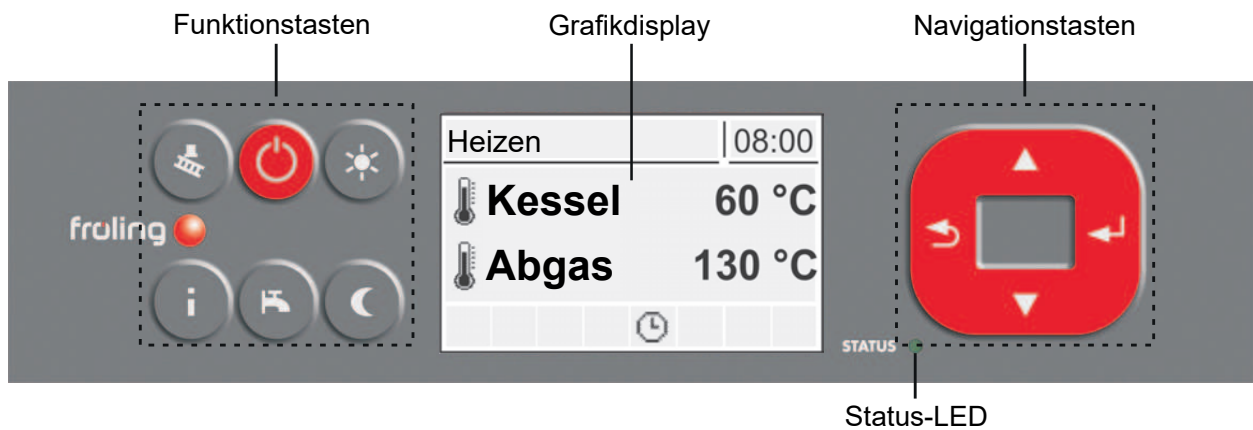 Funktionstasten
Grafikdisplay
Navigationstasten
Heizen 08:00
Kessel 60 °C
Abgas 130 °C
fröling
i
STATUS
Status-LED